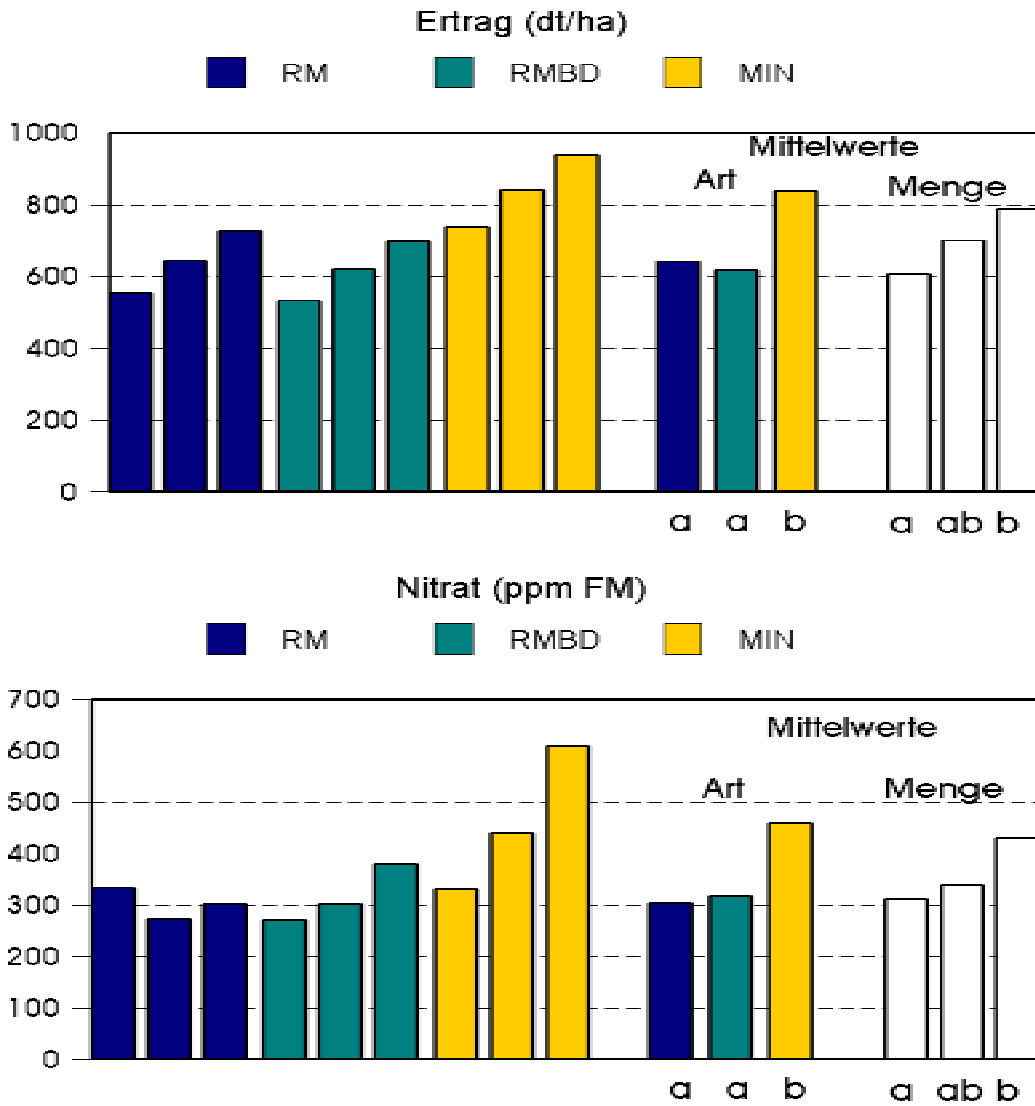 Ertrag (dt/ha)
RM RMBD MIN
1000
Mittelwerte
Art
Menge
800
600
400
200
0
a a b a ab b
Nitrat (ppm FM)
RM RMBD MIN
700
Mittelwerte
600
Art Menge
500
400
300
200
100
0
a a b a ab b